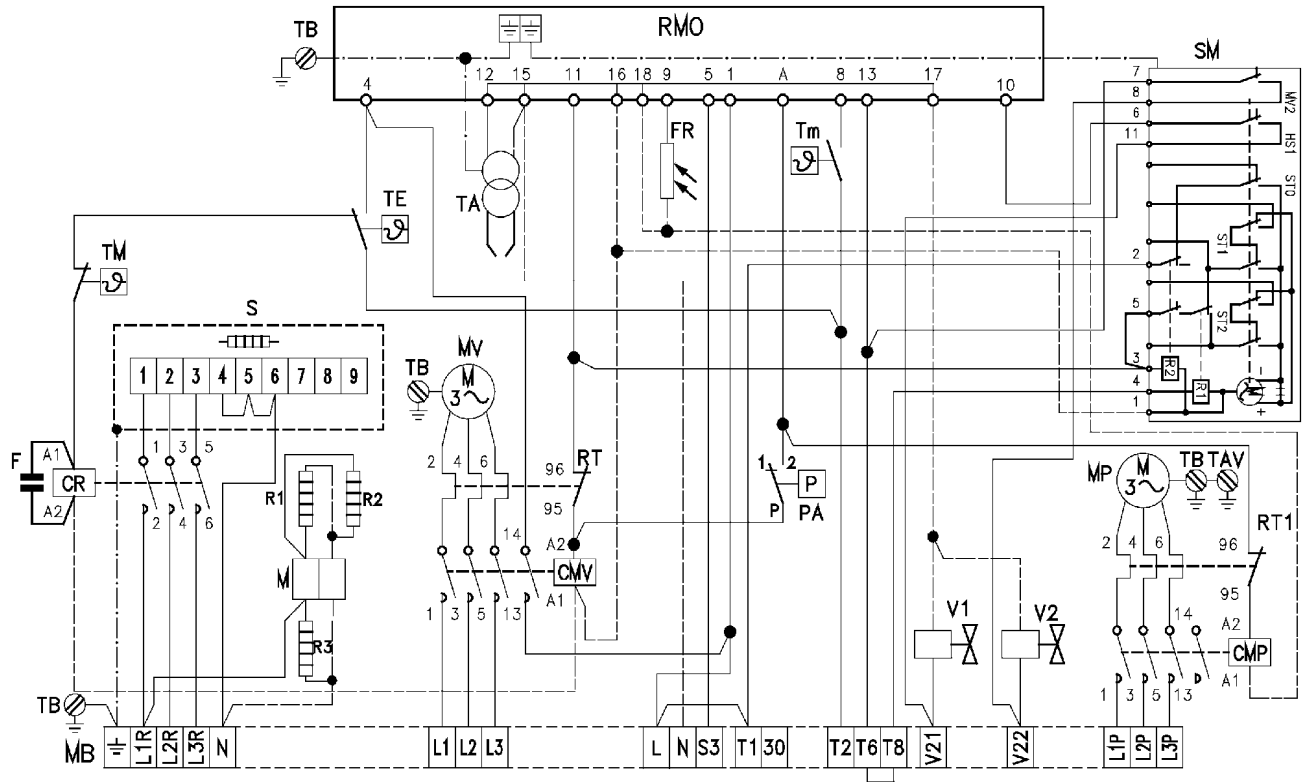 TB
RMO
SM
4
12
15
11
16
18
9
5
1
A
8
13
17
10
7
8
MV2
6
HS1
11
ST0
ST1
2
5
ST2
3
R2
4
R1
M
1
-
+
FR
Tm
ϑ
TA
TE
ϑ
TM
ϑ
S
1 2 3 4 5 6 7 8 9
MV
TB
M
3~
F
A1
CR
A2
1
3
5
2
4
6
R1
R2
M
R3
2
4
6
96
RT
95
14
A2
CMV
A1
1
3
5
13
1
2
P
P
PA
V1
V2
MP
M
3~
TB
TAV
RT1
2
4
6
96
95
14
A2
CMP
A1
1
3
5
13
TB
MB
L1R L2R L3R N
L1 L2 L3
L N S3 T1 30
T2 T6 T8
V21
V22
L1P L2P L3P